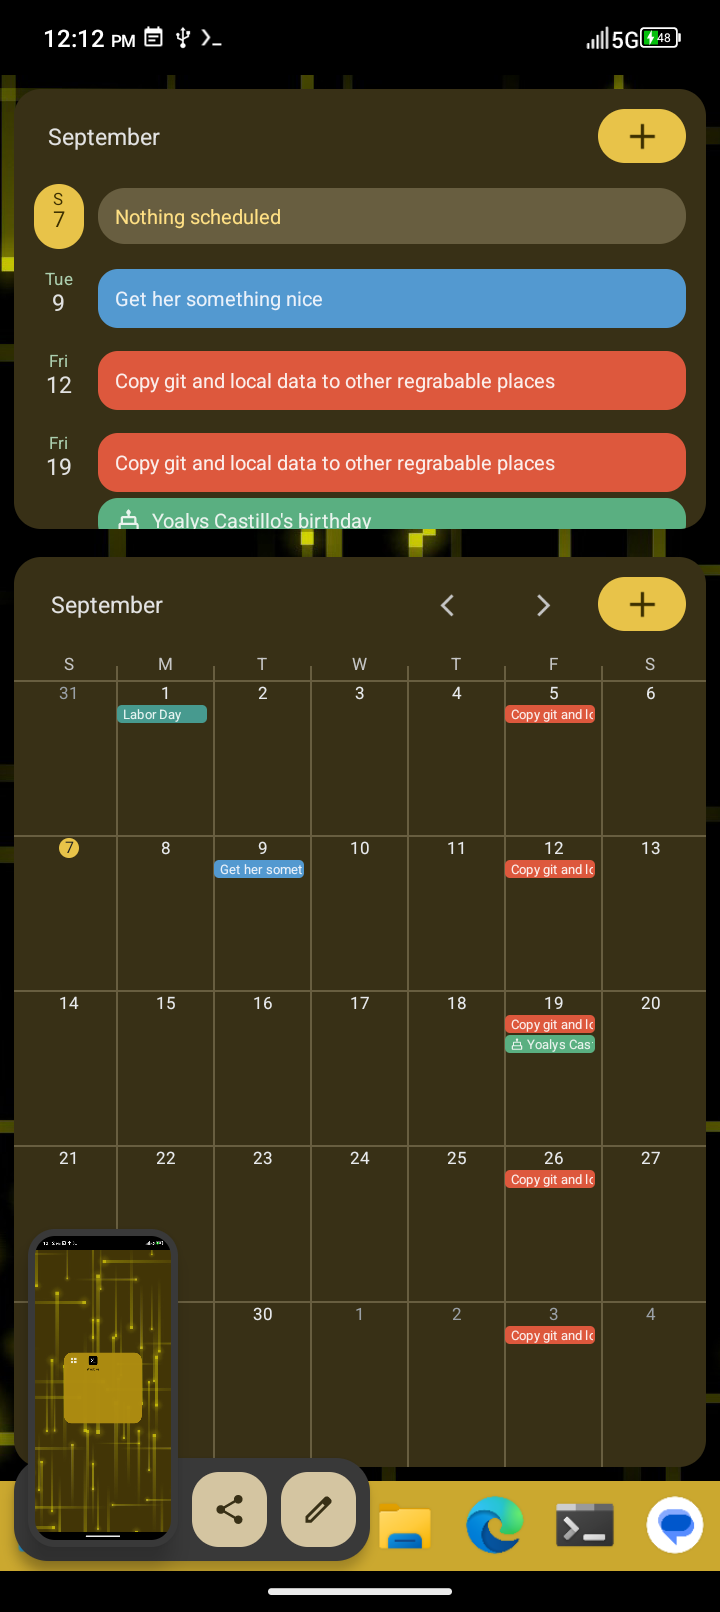 12:12 PM 5G 48
September
S
7
Nothing scheduled
Tue
9
Get her something nice
Fri
12
Copy git and local data to other regrabable places
Fri
19
Copy git and local data to other regrabable places
Yoalys Castillo's birthday
September
S M T W T F S
31 1 2 3 4 5 6
Labor Day Copy git and lo
7 8 9 10 11 12 13
Get her somet Copy git and lo
14 15 16 17 18 19 20
Copy git and lo
Yoalys Cas
21 22 23 24 25 26 27
Copy git and lo
30 1 2 3 4
Copy git and lo